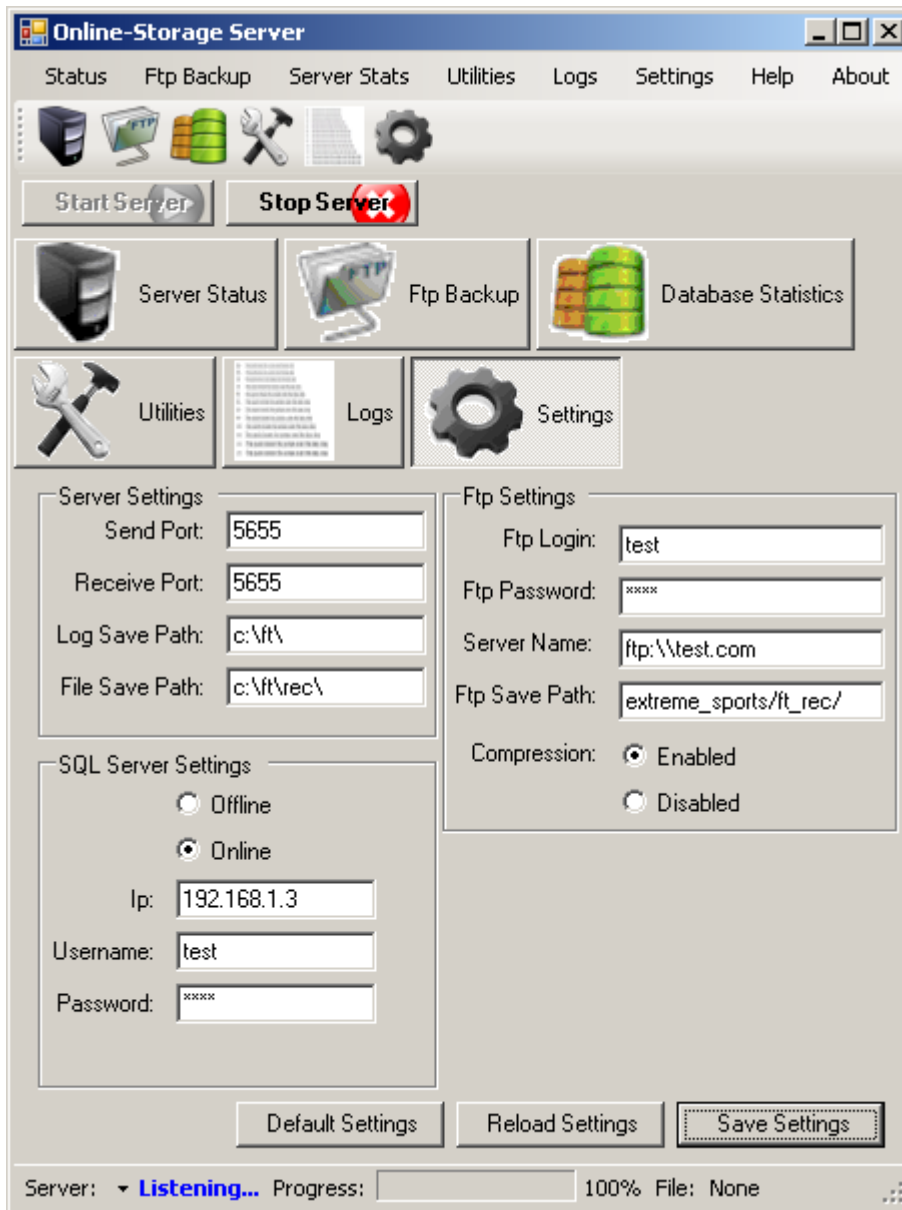 Online-Storage Server
Status Ftp Backup Server Stats Utilities Logs Settings Help About
FTP
Start Server Stop Server
Server Status
FTP
Ftp Backup
Database Statistics
Utilities
Logs
Settings
Server Settings
Send Port: 5655
Receive Port: 5655
Log Save Path: c:\ft\
File Save Path: c:\ft\rec\
SQL Server Settings
Offline
Online
Ip: 192.168.1.3
Username: test
Password: ****
Ftp Settings
Ftp Login: test
Ftp Password: ****
Server Name: ftp:\\test.com
Ftp Save Path: extreme_sports/ft_rec/
Compression: Enabled
Disabled
Default Settings Reload Settings Save Settings
Server: Listening... Progress: 100% File: None